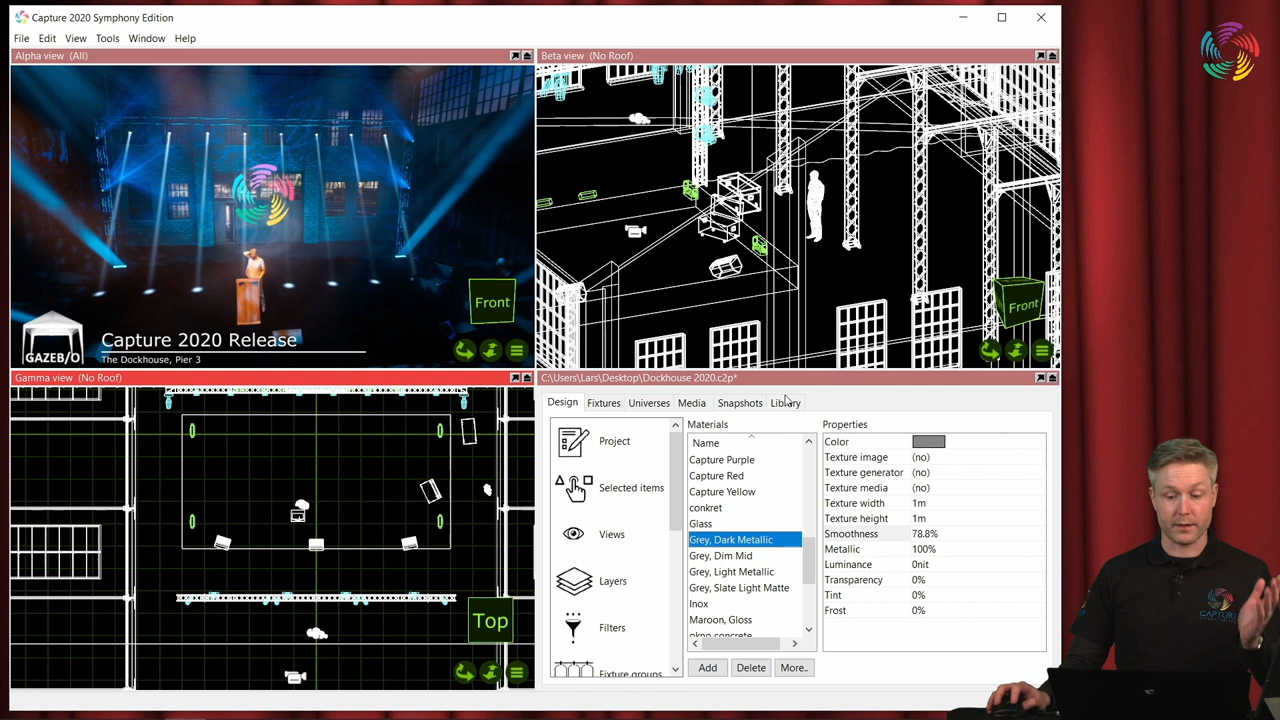 Capture 2020 Symphony Edition
File Edit View Tools Window Help
Alpha view (All)
Front
GAZEB/O
Capture 2020 Release
The Dockhouse, Pier 3
Beta view (No Roof)
Front
Gamma view (No Roof)
Top
C:\Users\Lars\Desktop\Dockhouse 2020.c2p*
Design Fixtures Universes Media Snapshots Library
Project
Selected items
Views
Layers
Filters
Fixture groups
Materials
Name
Capture Purple
Capture Red
Capture Yellow
conkret
Glass
Grey, Dark Metallic
Grey, Dim Mid
Grey, Light Metallic
Grey, Slate Light Matte
Inox
Maroon, Gloss
okno concrete
Add Delete More..
Properties
Color
Texture image (no)
Texture generator (no)
Texture media (no)
Texture width 1m
Texture height 1m
Smoothness 78.8%
Metallic 100%
Luminance 0nit
Transparency 0%
Tint 0%
Frost 0%
CAPTURE